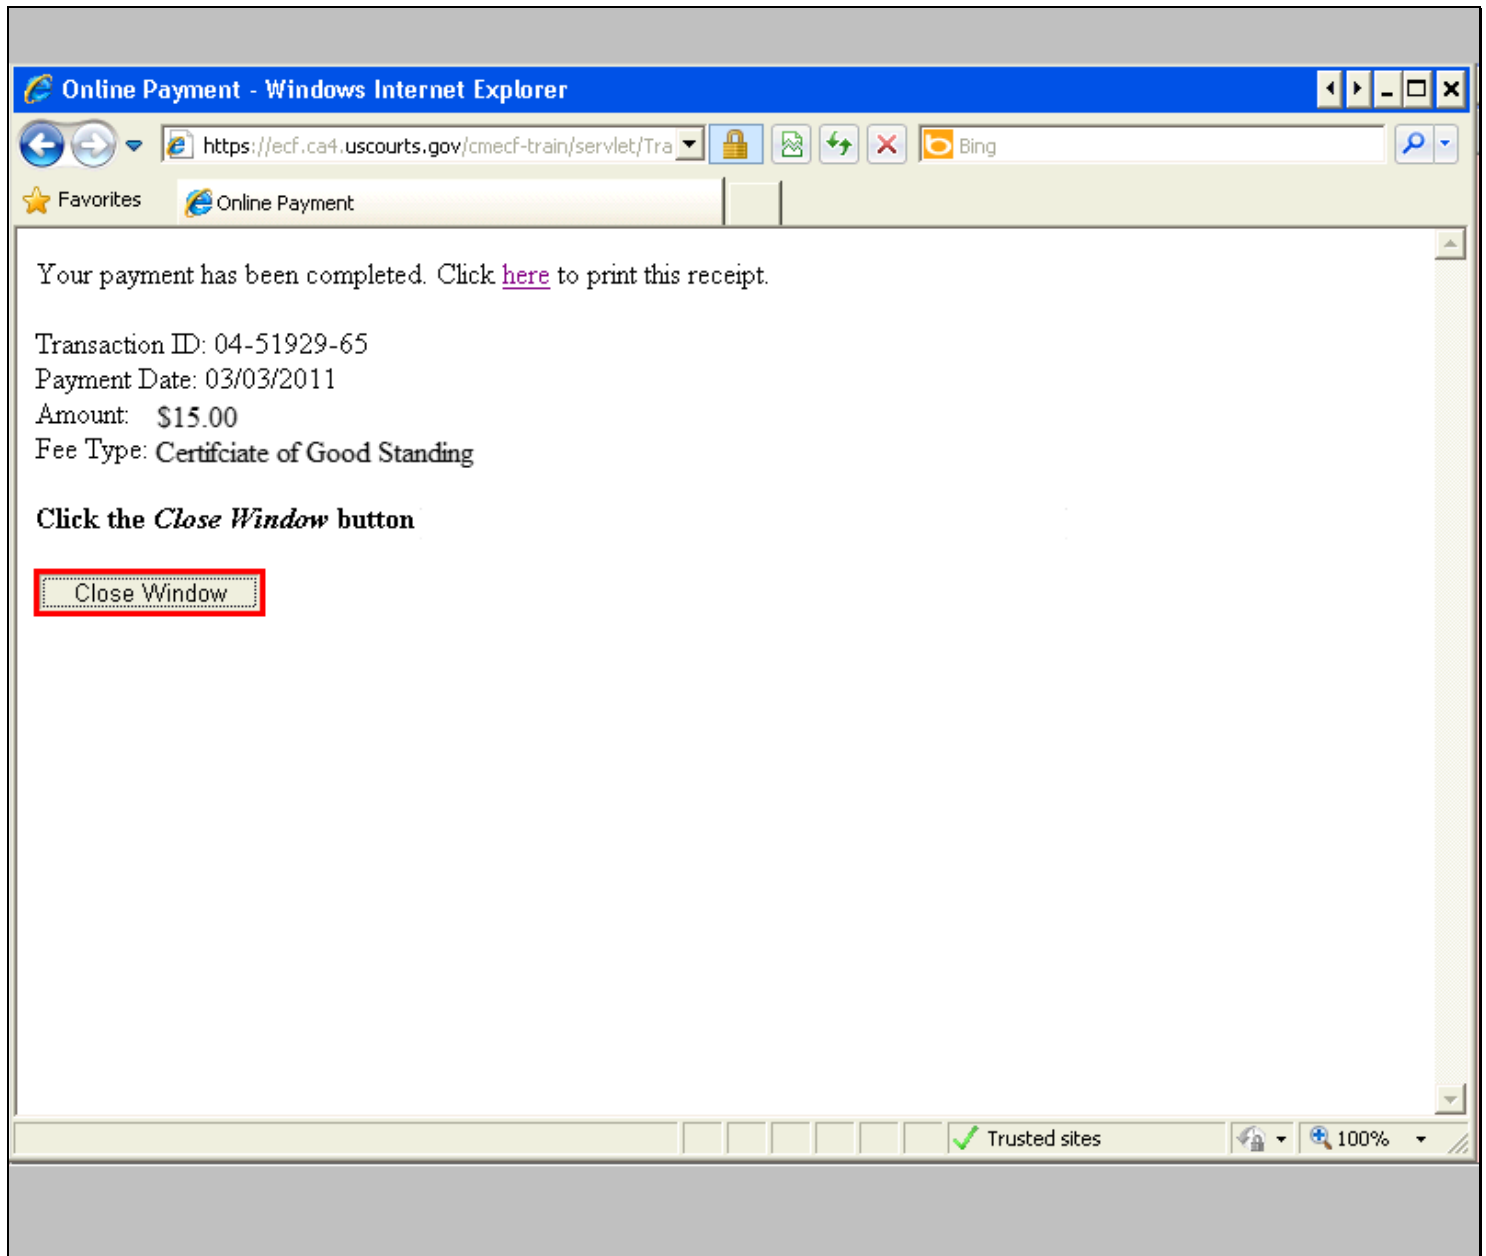 Online Payment - Windows Internet Explorer
https://ecf.ca4.uscourts.gov/cmecf-train/servlet/Tra
Bing
Favorites
Online Payment
Your payment has been completed. Click here to print this receipt.
Transaction ID: 04-51929-65
Payment Date: 03/03/2011
Amount: $15.00
Fee Type: Certifciate of Good Standing
Click the Close Window button
Close Window
Trusted sites
100%